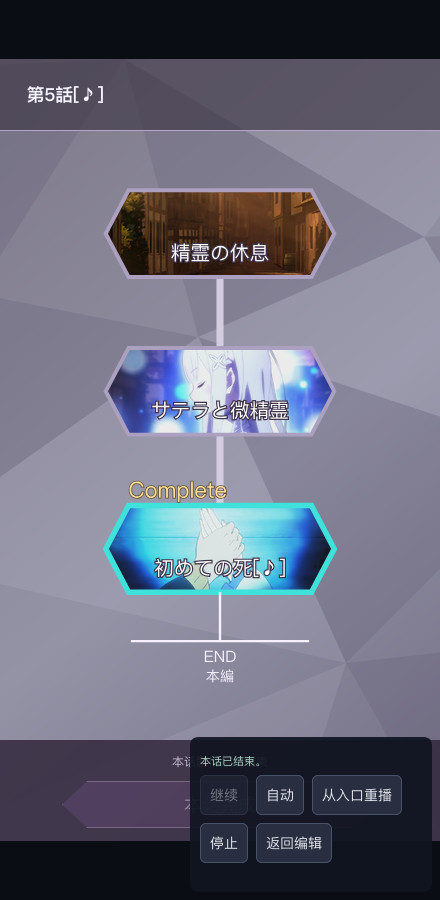 第5話[♪]
精霊の休息
サテラと微精霊
Complete
初めての死[♪]
END
本編
本话已结束。
继续
自动
从入口重播
停止
返回编辑